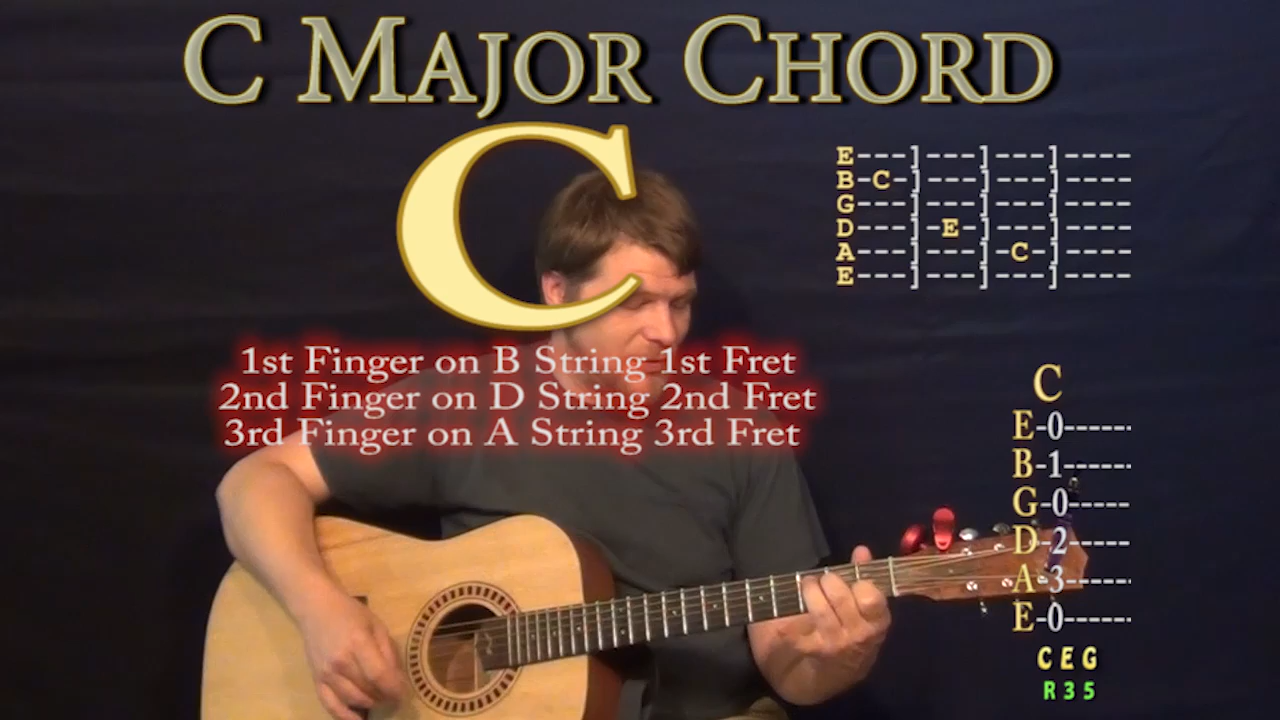 C MAJOR CHORD
C
E---]---]---]----
B-C-]---]---]----
G---]---]---]----
D---]-E-]---]----
A---]---]-C-]----
E---]---]---]----
1st Finger on B String 1st Fret
2nd Finger on D String 2nd Fret
3rd Finger on A String 3rd Fret
C
E-0------
B-1------
G-0-----
D-2-----
A-3------
E-0------
C E G
R 3 5